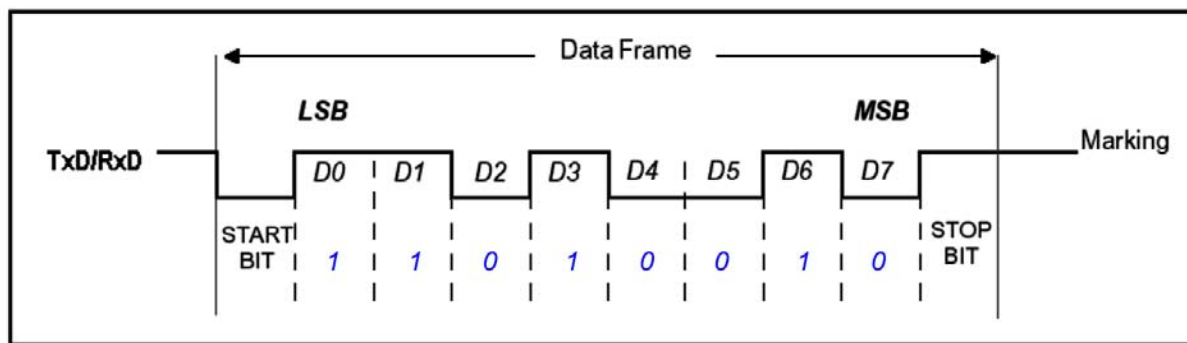 Data Frame
LSB MSB
TxD/RxD D0 D1 D2 D3 D4 D5 D6 D7 Marking
START BIT 1 1 0 1 0 0 1 0 STOP BIT